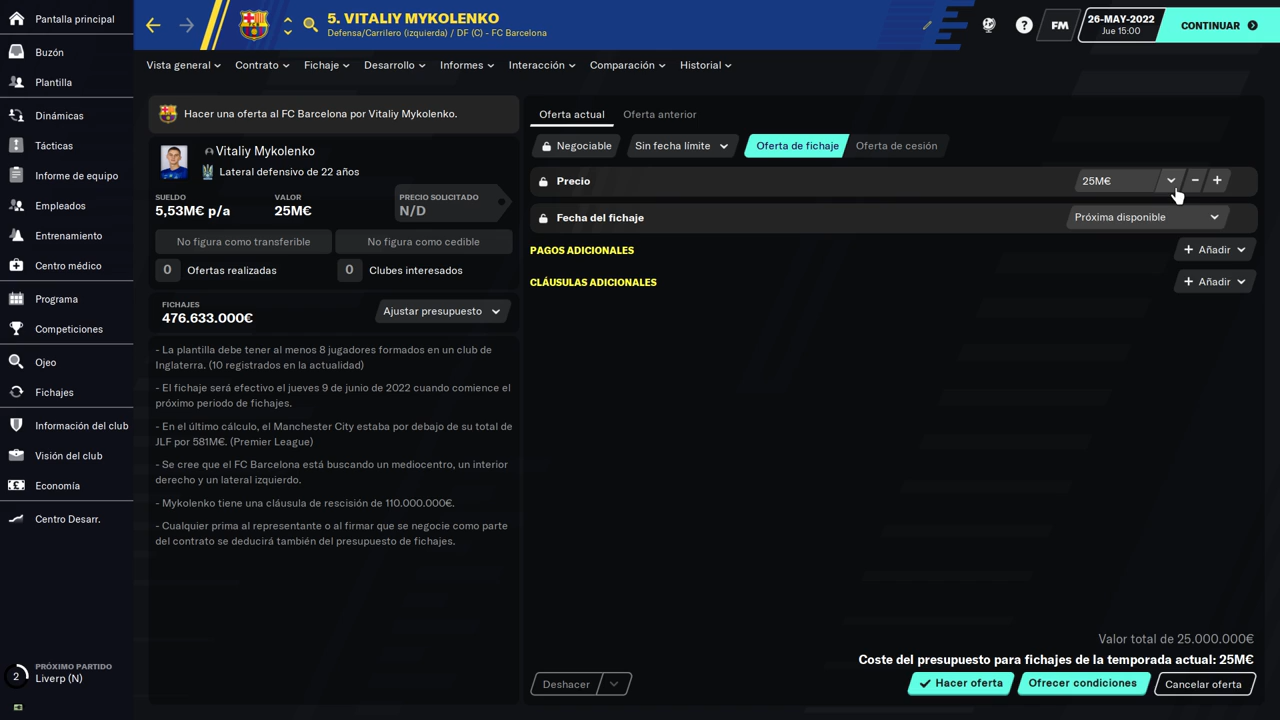 Pantalla principal
Buzón
Plantilla
Dinámicas
Tácticas
Informe de equipo
Empleados
Entrenamiento
Centro médico
Programa
Competiciones
Ojeo
Fichajes
Información del club
Visión del club
Economía
Centro Desarr.
2
PRÓXIMO PARTIDO
Liverp (N)
5. VITALIY MYKOLENKO
Defensa/Carrilero (izquierda) / DF (C) - FC Barcelona
?
FM
26-MAY-2022
Jue 15:00
CONTINUAR
Vista general
Contrato
Fichaje
Desarrollo
Informes
Interacción
Comparación
Historial
Hacer una oferta al FC Barcelona por Vitaliy Mykolenko.
Vitaliy Mykolenko
Lateral defensivo de 22 años
SUELDO
5,53M€ p/a
VALOR
25M€
PRECIO SOLICITADO
N/D
No figura como transferible
No figura como cedible
0 Ofertas realizadas
0 Clubes interesados
FICHAJES
476.633.000€
Ajustar presupuesto
- La plantilla debe tener al menos 8 jugadores formados en un club de
Inglaterra. (10 registrados en la actualidad)
- El fichaje será efectivo el jueves 9 de junio de 2022 cuando comience el
próximo periodo de fichajes.
- En el último cálculo, el Manchester City estaba por debajo de su total de
JLF por 581M€. (Premier League)
- Se cree que el FC Barcelona está buscando un mediocentro, un interior
derecho y un lateral izquierdo.
- Mykolenko tiene una cláusula de rescisión de 110.000.000€.
- Cualquier prima al representante o al firmar que se negocie como parte
del contrato se deducirá también del presupuesto de fichajes.
Oferta actual
Oferta anterior
Negociable
Sin fecha límite
Oferta de fichaje
Oferta de cesión
Precio
25M€
- +
Fecha del fichaje
Próxima disponible
PAGOS ADICIONALES
+ Añadir
CLÁUSULAS ADICIONALES
+ Añadir
Valor total de 25.000.000€
Coste del presupuesto para fichajes de la temporada actual: 25M€
Deshacer
Hacer oferta
Ofrecer condiciones
Cancelar oferta